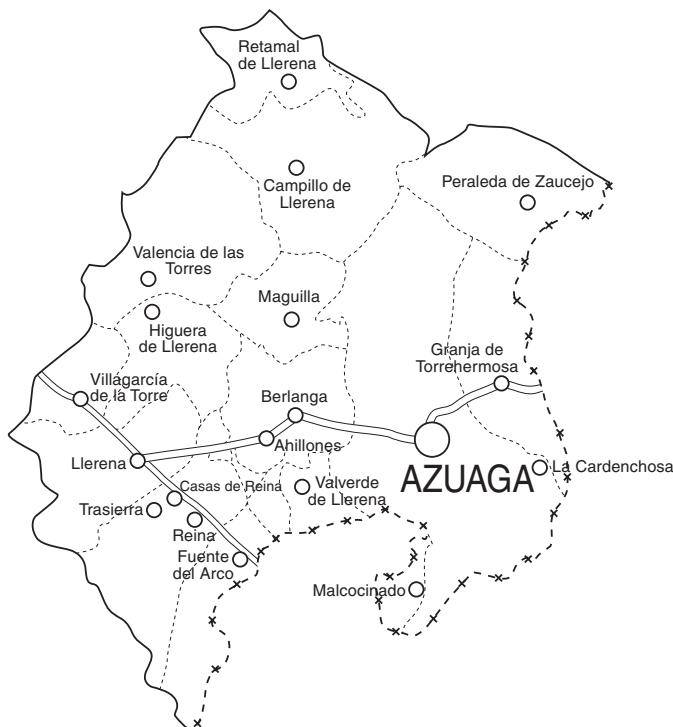 Retamal
de Llerena
Campillo de
Llerena
Peraleda de Zaucejo
Valencia de las
Torres
Maguilla
Higuera
de Llerena
Granja de
Torrehermosa
Villagarcía
de la Torre
Berlanga
Ahillones
Llerena
AZUAGA
La Cardenchosa
Casas de Reina
Valverde
de Llerena
Trasierra
Reina
Fuente
del Arco
Malcocinado